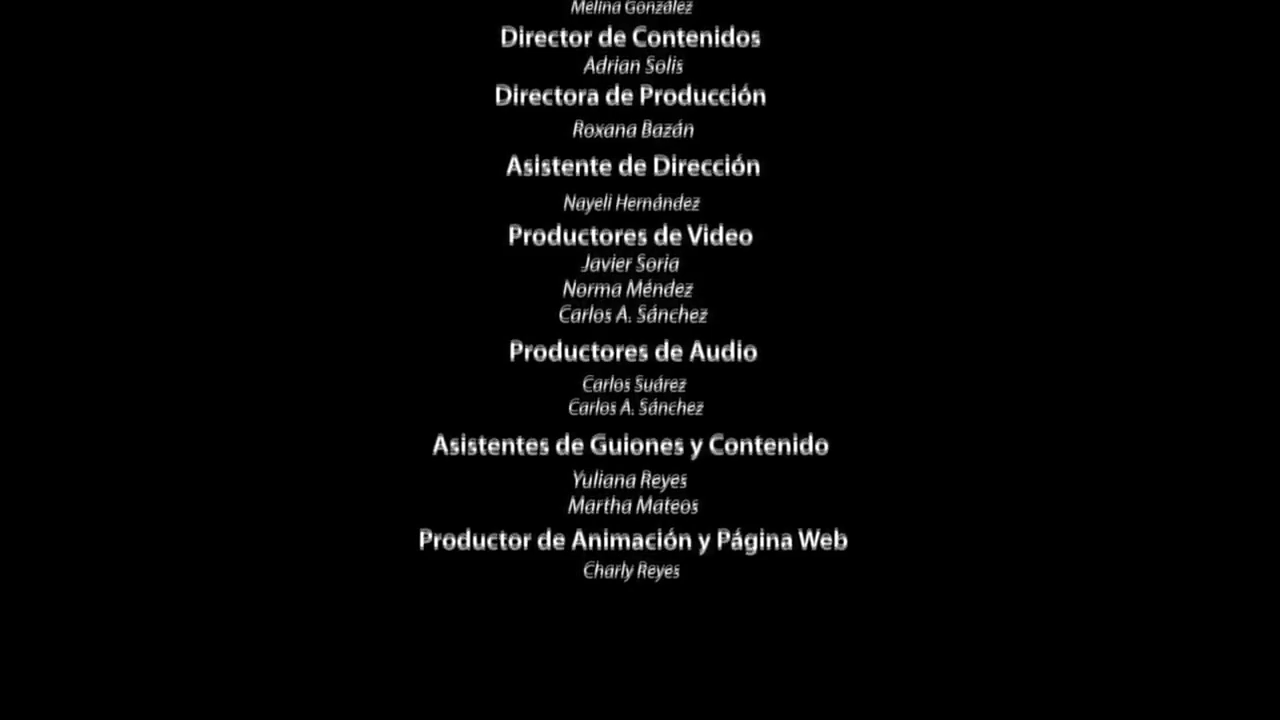 Melina González
Director de Contenidos
Adrian Solis
Directora de Producción
Roxana Bazán
Asistente de Dirección
Nayeli Hernández
Productores de Video
Javier Soria
Norma Méndez
Carlos A. Sánchez
Productores de Audio
Carlos Suárez
Carlos A. Sánchez
Asistentes de Guiones y Contenido
Yuliana Reyes
Martha Mateos
Productor de Animación y Página Web
Charly Reyes